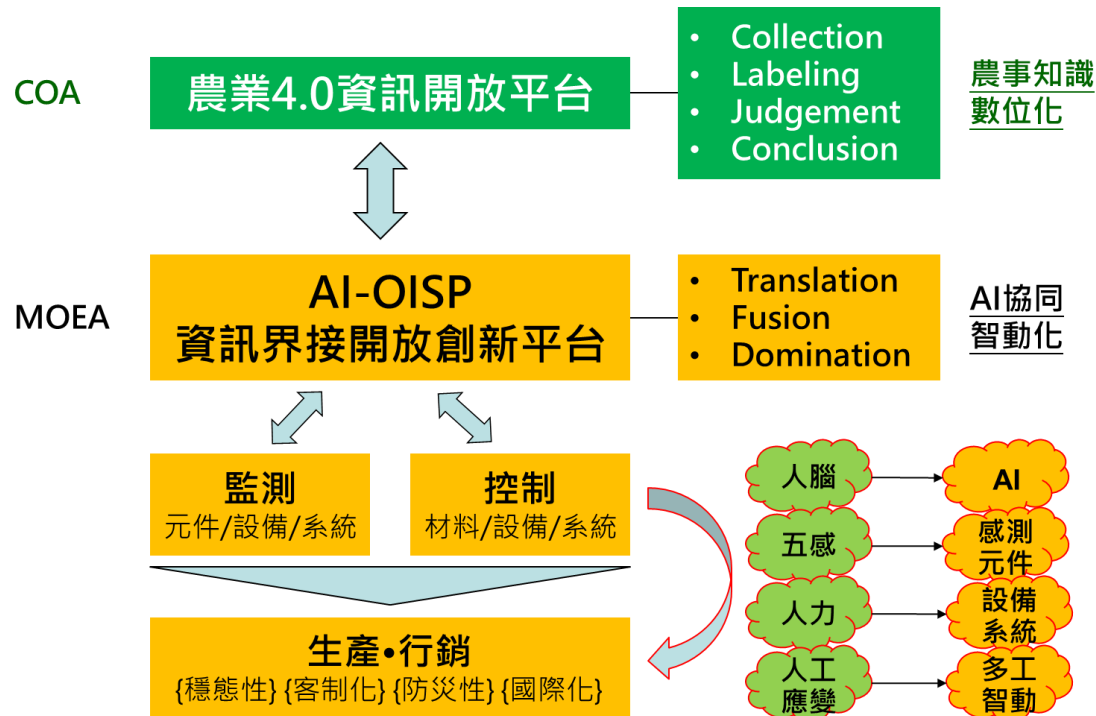 COA
農業4.0資訊開放平台
• Collection
• Labeling
• Judgement
• Conclusion
農事知識
數位化
MOEA
AI-OISP
資訊界接開放創新平台
• Translation
• Fusion
• Domination
AI協同
智動化
監測
元件/設備/系統
控制
材料/設備/系統
生產•行銷
{穩態性}{客制化}{防災性}{國際化}
人腦
AI
五感
感測
元件
人力
設備
系統
人工
應變
多工
智動